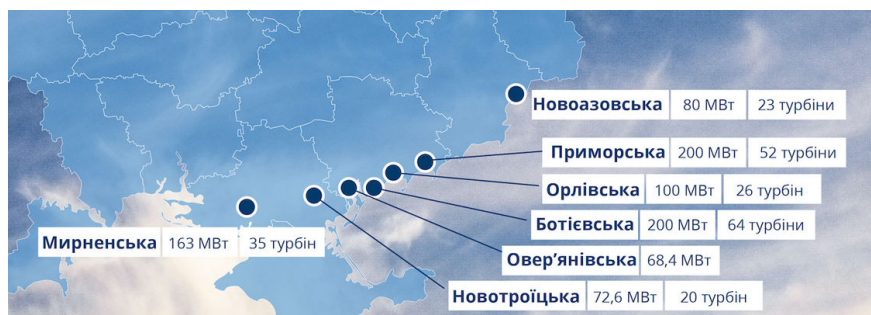 Новоазовська 80 МВт 23 турбіни
Приморська 200 МВт 52 турбіни
Орлівська 100 МВт 26 турбін
Ботієвська 200 МВт 64 турбіни
Мирненська 163 МВт 35 турбін
Овер’янівська 68,4 МВт
Новотроїцька 72,6 МВт 20 турбін